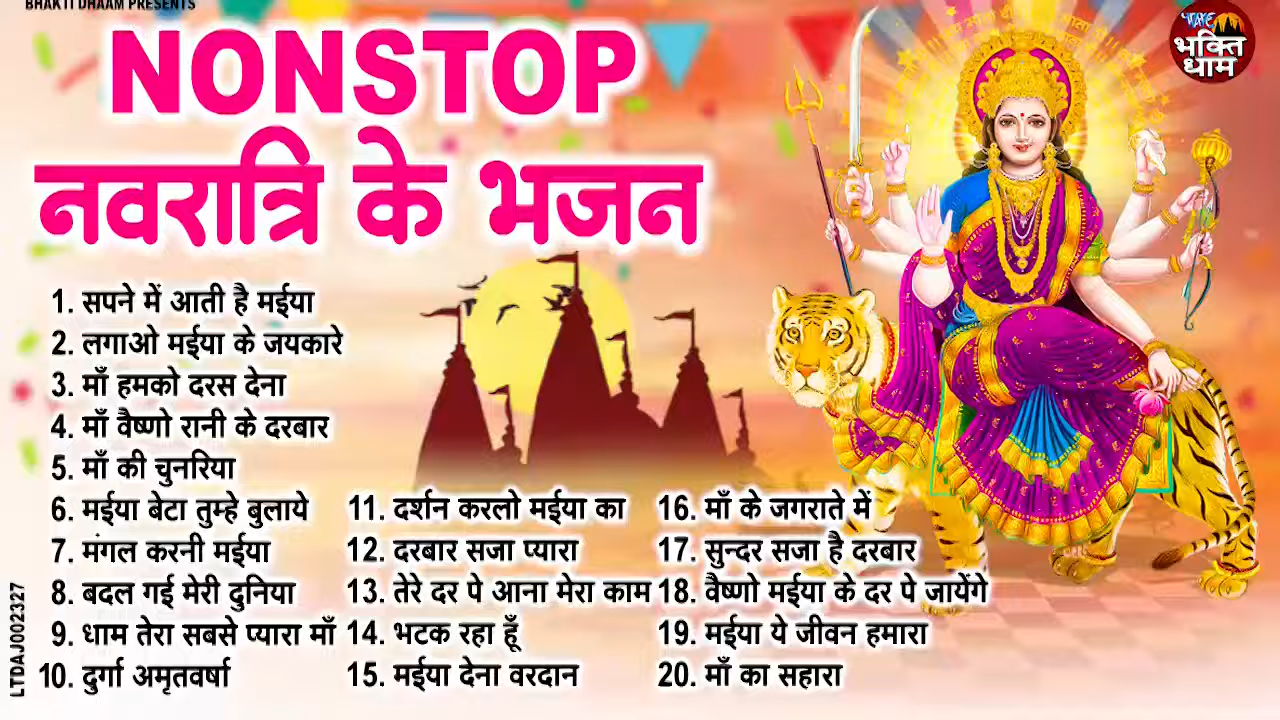 BHAKTI DHAAM PRESENTS
NONSTOP
नवरात्रि के भजन
1. सपने में आती है मईया
2. लगाओ मईया के जयकारे
3. माँ हमको दरस देना
4. माँ वैष्णो रानी के दरबार
5. माँ की चुनरिया
6. मईया बेटा तुम्हे बुलाये
7. मंगल करनी मईया
8. बदल गई मेरी दुनिया
9. धाम तेरा सबसे प्यारा माँ
10. दुर्गा अमृतवर्षा
11. दर्शन करलो मईया का
12. दरबार सजा प्यारा
13. तेरे दर पे आना मेरा काम
14. भटक रहा हूँ
15. मईया देना वरदान
16. माँ के जगराते में
17. सुन्दर सजा है दरबार
18. वैष्णो मईया के दर पे जायेंगे
19. मईया ये जीवन हमारा
20. माँ का सहारा
भक्ति
धाम
LTDAJ002327